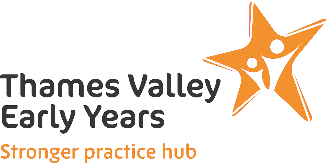 Thames Valley
Early Years
Stronger practice hub